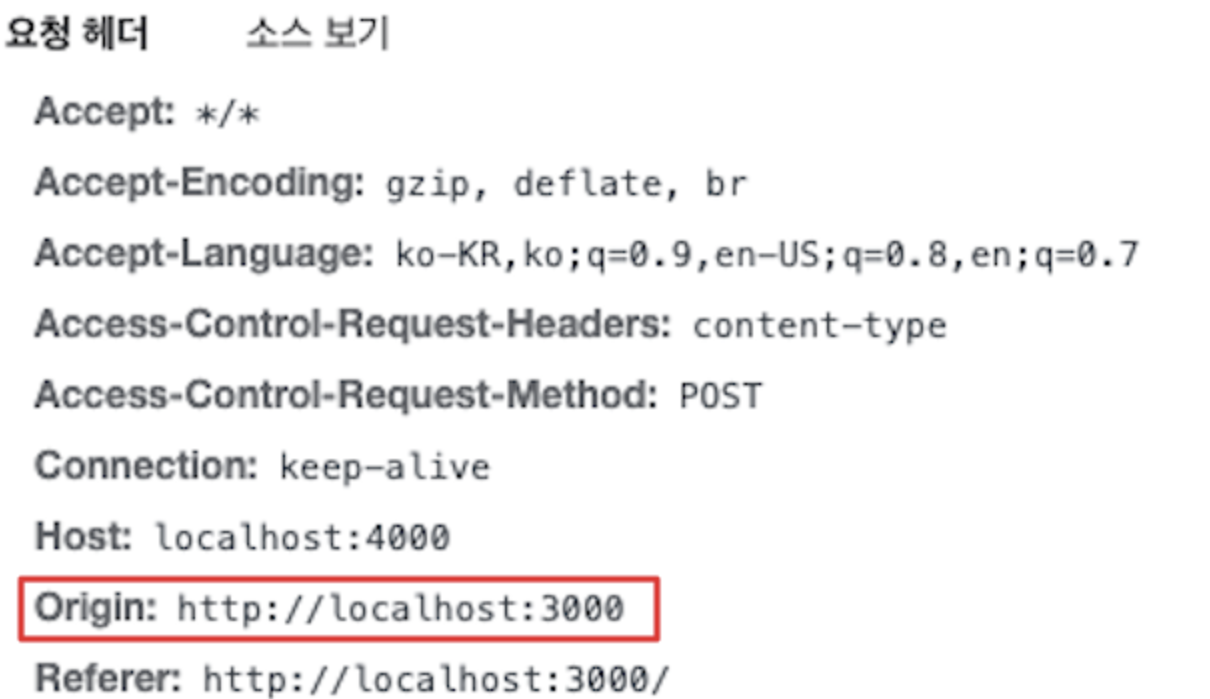 요청 헤더 소스 보기
Accept: */*
Accept-Encoding: gzip, deflate, br
Accept-Language: ko-KR,ko;q=0.9,en-US;q=0.8,en;q=0.7
Access-Control-Request-Headers: content-type
Access-Control-Request-Method: POST
Connection: keep-alive
Host: localhost:4000
Origin: http://localhost:3000
Referer: http://localhost:3000/